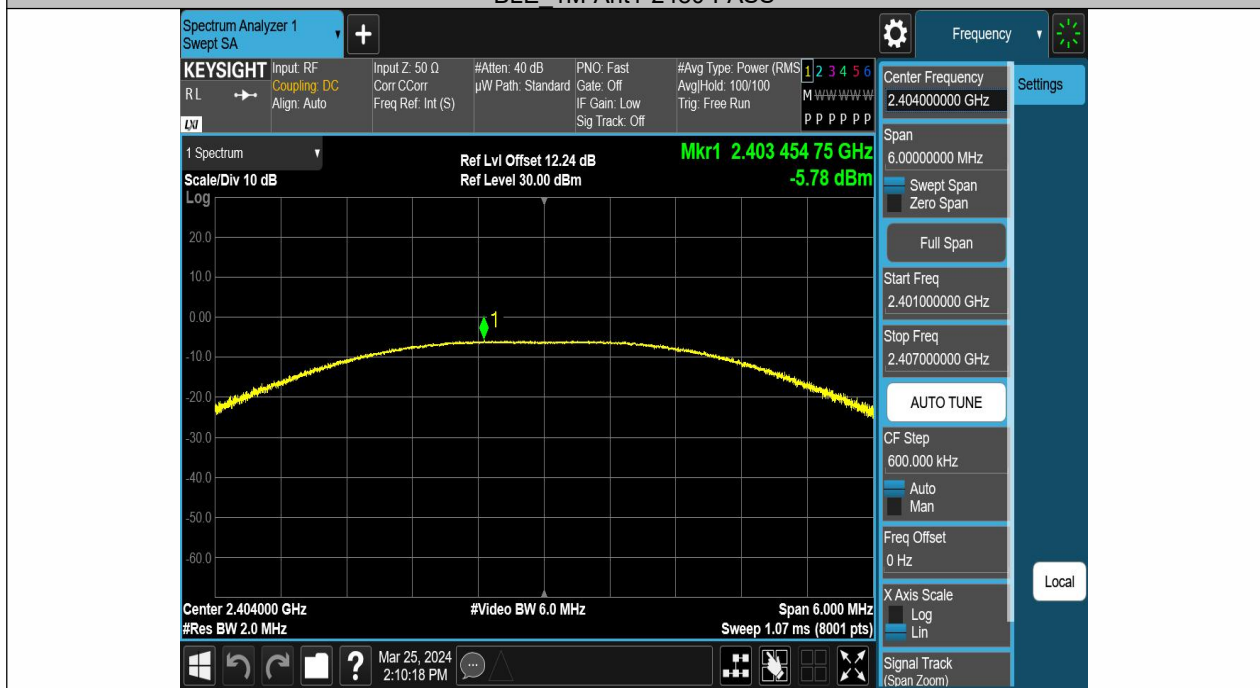 BLE_1M-Ant1-2480 PASS
Spectrum Analyzer 1
Swept SA
Frequency
KEYSIGHT
RL
LXI
Input: RF
Coupling: DC
Align: Auto
Input Z: 50 Ω
Corr CCorr
Freq Ref: Int (S)
#Atten: 40 dB
µW Path: Standard
PNO: Fast
Gate: Off
IF Gain: Low
Sig Track: Off
#Avg Type: Power (RMS
Avg|Hold: 100/100
Trig: Free Run
1 2 3 4 5 6
M W W W W W
P P P P P P
1 Spectrum
Scale/Div 10 dB
Log
Ref Lvl Offset 12.24 dB
Ref Level 30.00 dBm
Mkr1 2.403 454 75 GHz
-5.78 dBm
20.0
10.0
0.00
1
-10.0
-20.0
-30.0
-40.0
-50.0
-60.0
Center 2.404000 GHz
#Res BW 2.0 MHz
#Video BW 6.0 MHz
Span 6.000 MHz
Sweep 1.07 ms (8001 pts)
Mar 25, 2024
2:10:18 PM
Center Frequency
2.404000000 GHz
Settings
Span
6.00000000 MHz
Swept Span
Zero Span
Full Span
Start Freq
2.401000000 GHz
Stop Freq
2.407000000 GHz
AUTO TUNE
CF Step
600.000 kHz
Auto
Man
Freq Offset
0 Hz
Local
X Axis Scale
Log
Lin
Signal Track
(Span Zoom)